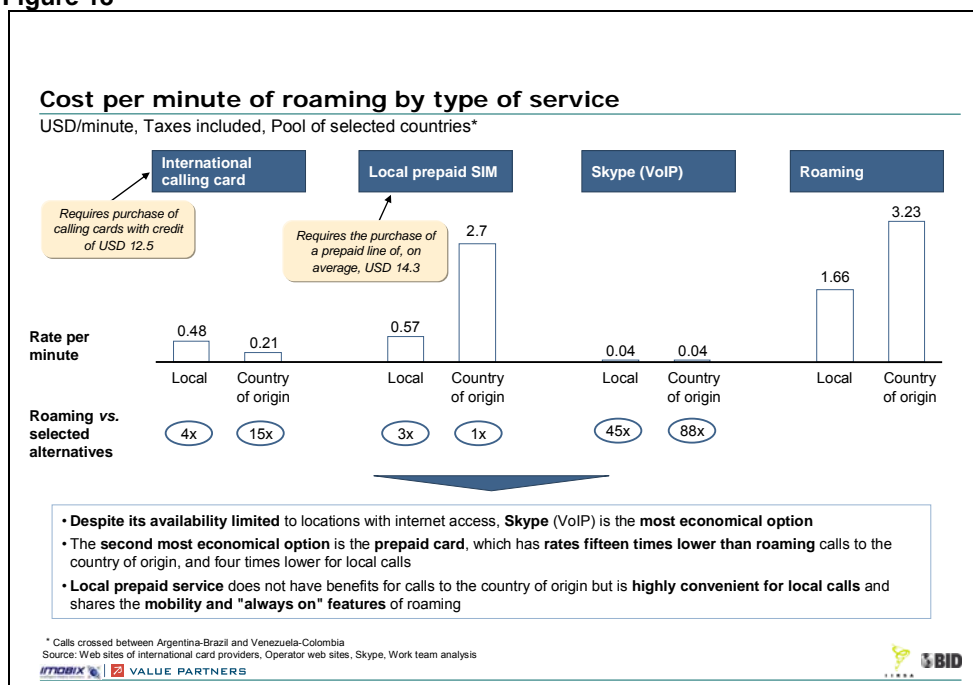 Cost per minute of roaming by type of service
USD/minute, Taxes included, Pool of selected countries*
International
calling card
Local prepaid SIM
Skype (VoIP)
Roaming
Requires purchase of
calling cards with credit
of USD 12.5
Requires the purchase of
a prepaid line of, on
average, USD 14.3
Rate per
minute
0.48
0.21
0.57
2.7
0.04
0.04
1.66
3.23
Local
Country
of origin
Local
Country
of origin
Local
Country
of origin
Local
Country
of origin
Roaming vs.
selected
alternatives
4x
15x
3x
1x
45x
88x
• Despite its availability limited to locations with internet access, Skype (VoIP) is the most economical option
• The second most economical option is the prepaid card, which has rates fifteen times lower than roaming calls to the
country of origin, and four times lower for local calls
• Local prepaid service does not have benefits for calls to the country of origin but is highly convenient for local calls and
shares the mobility and "always on" features of roaming
* Calls crossed between Argentina-Brazil and Venezuela-Colombia
Source: Web sites of international card providers, Operator web sites, Skype, Work team analysis
imobix
VALUE PARTNERS
IIRSA
BID